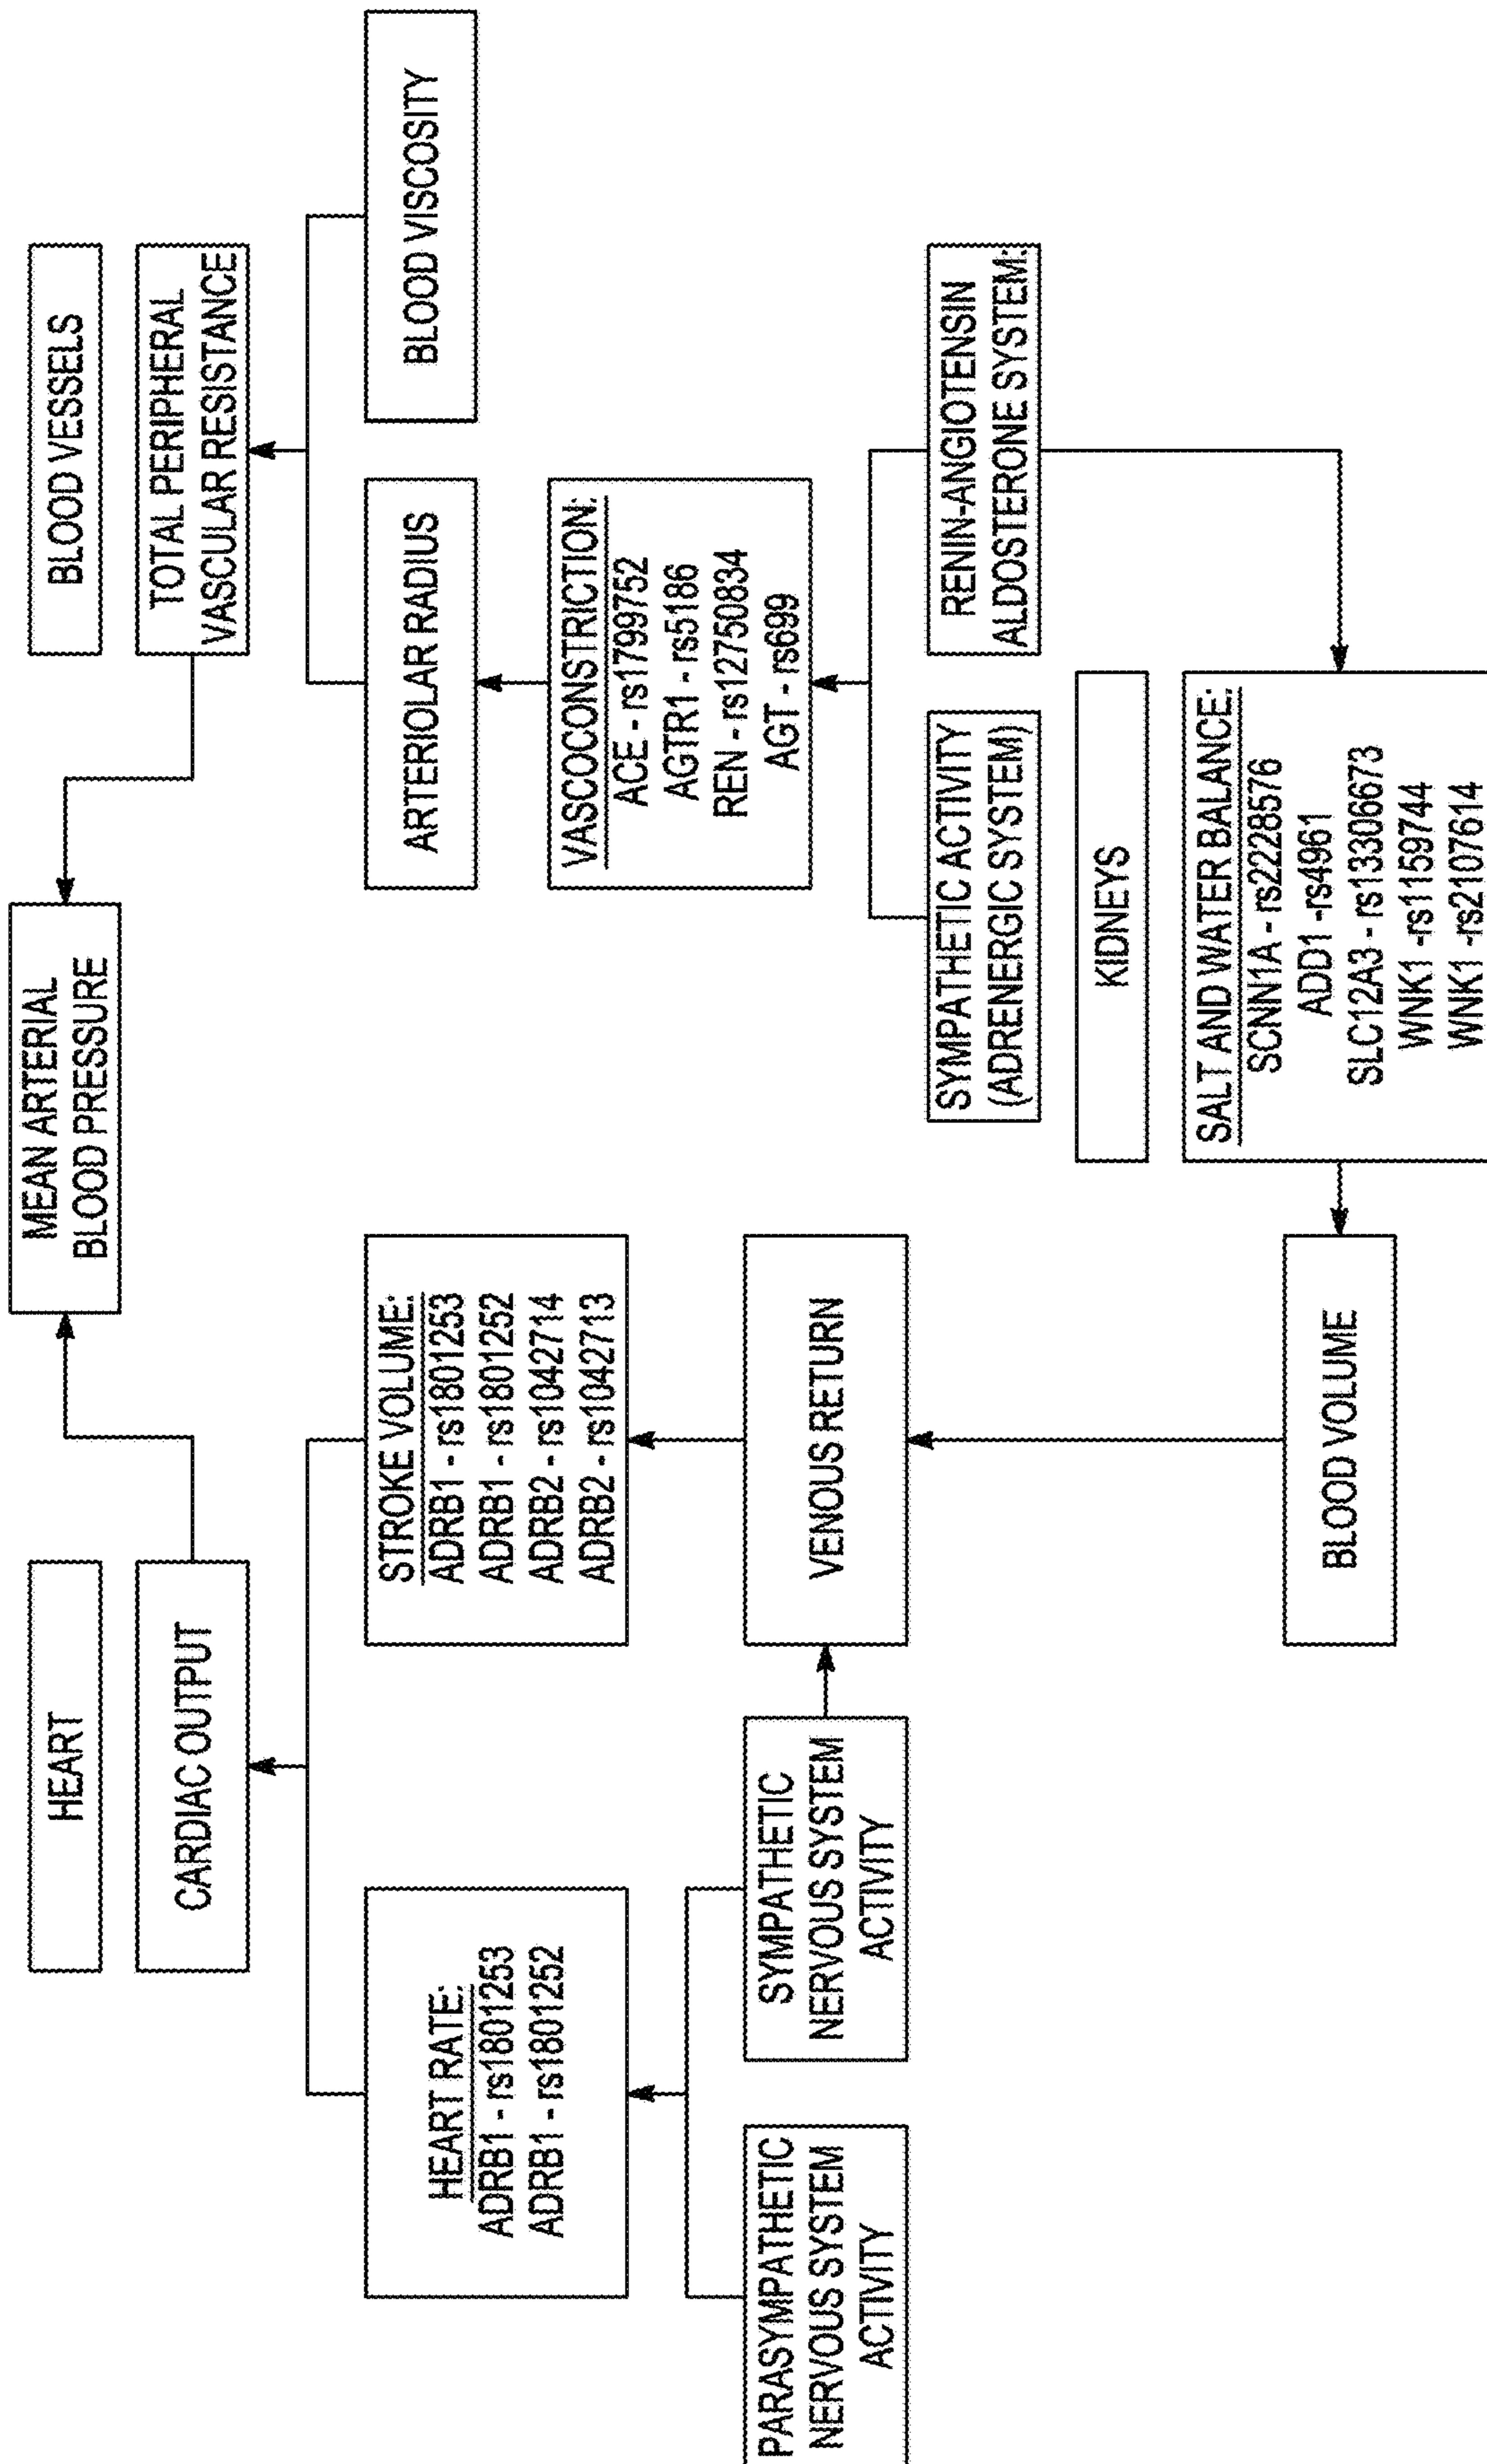 MEAN ARTERIAL
BLOOD PRESSURE
HEART
BLOOD VESSELS
CARDIAC OUTPUT
TOTAL PERIPHERAL
VASCULAR RESISTANCE
HEART RATE:
ADRB1 - rs1801253
ADRB1 - rs1801252
STROKE VOLUME:
ADRB1 - rs1801253
ADRB1 - rs1801252
ADRB2 - rs1042714
ADRB2 - rs1042713
ARTERIOLAR RADIUS
BLOOD VISCOSITY
VASOCONSTRICTION:
ACE - rs1799752
AGTR1 - rs5186
REN - rs12750834
AGT - rs699
PARASYMPATHETIC
NERVOUS SYSTEM
ACTIVITY
SYMPATHETIC
NERVOUS SYSTEM
ACTIVITY
VENOUS RETURN
SYMPATHETIC ACTIVITY
(ADRENERGIC SYSTEM)
RENIN-ANGIOTENSIN
ALDOSTERONE SYSTEM:
KIDNEYS
SALT AND WATER BALANCE:
SCNN1A - rs2228576
ADD1 -rs4961
SLC12A3 - rs13306673
WNK1 -rs1159744
WNK1 -rs2107614
BLOOD VOLUME